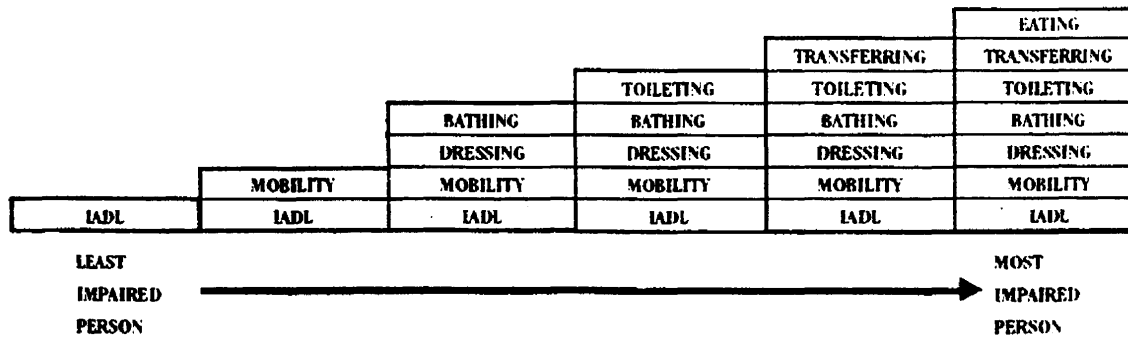 EATING
TRANSFERRING TRANSFERRING
TOILETING TOILETING TOILETING
BATHING BATHING BATHING BATHING
DRESSING DRESSING DRESSING DRESSING
MOBILITY MOBILITY MOBILITY MOBILITY MOBILITY
IADL IADL IADL IADL IADL IADL
LEAST MOST
IMPAIRED IMPAIRED
PERSON PERSON